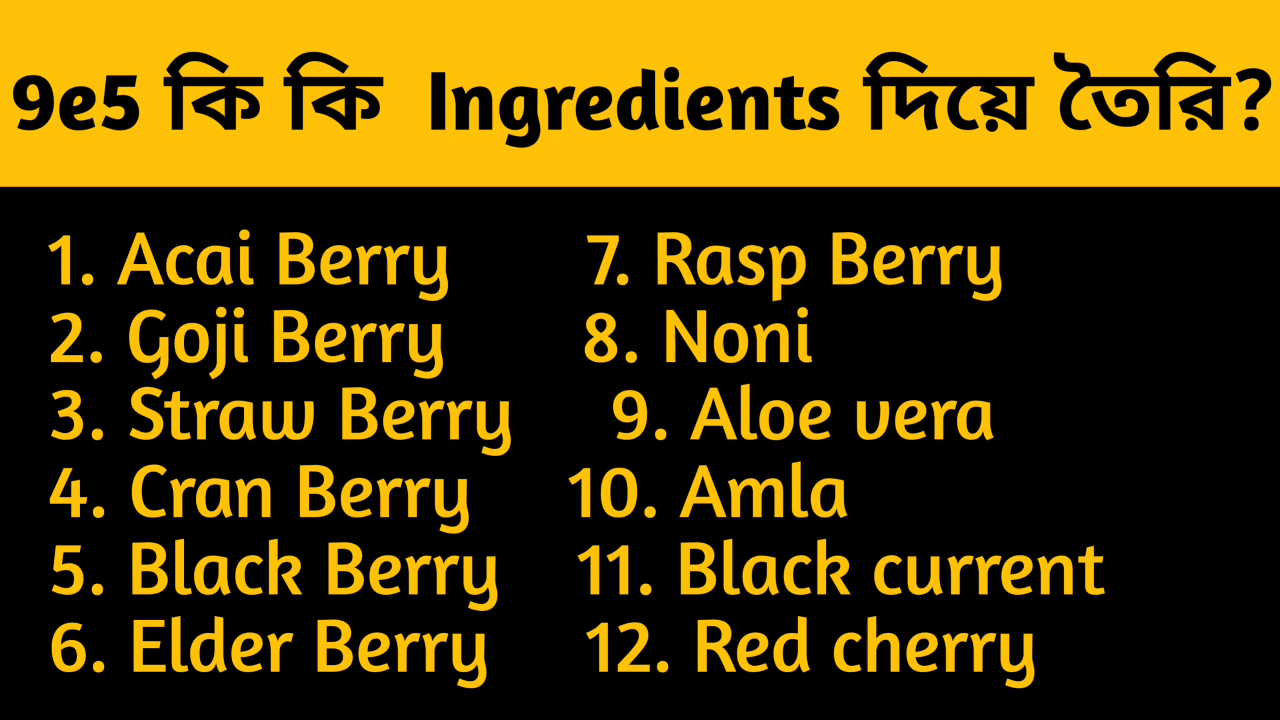 9e5 কি কি Ingredients দিয়ে তৈরি?
1. Acai Berry
2. Goji Berry
3. Straw Berry
4. Cran Berry
5. Black Berry
6. Elder Berry
7. Rasp Berry
8. Noni
9. Aloe vera
10. Amla
11. Black current
12. Red cherry